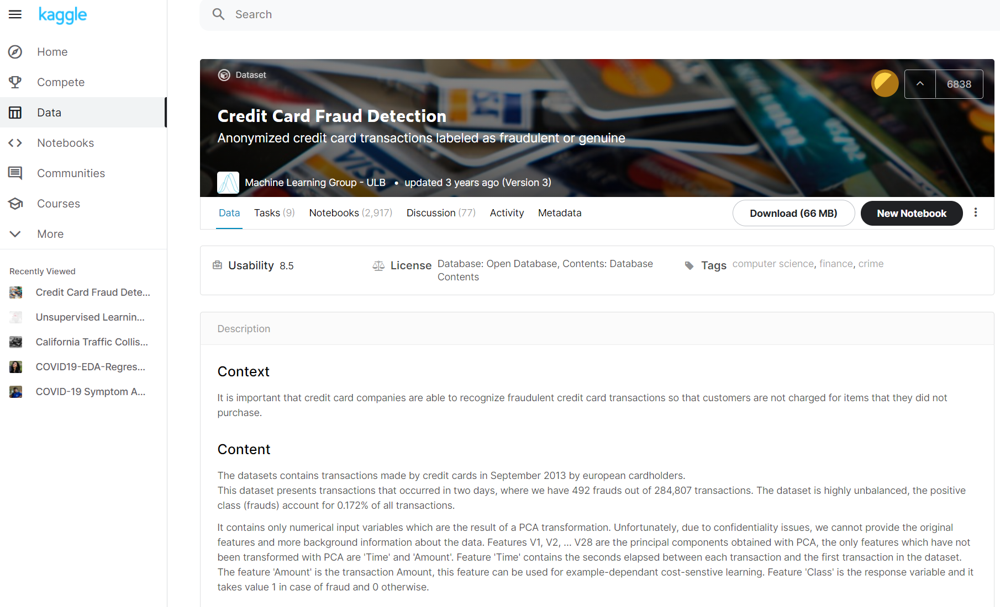 kaggle
Search
Home
Compete
Data
Notebooks
Communities
Courses
More
Recently Viewed
Credit Card Fraud Dete...
Unsupervised Learnin...
California Traffic Collis...
COVID19-EDA-Regres...
COVID-19 Symptom A...
Dataset
6838
Credit Card Fraud Detection
Anonymized credit card transactions labeled as fraudulent or genuine
VISA
Machine Learning Group - ULB • updated 3 years ago (Version 3)
Data Tasks (9) Notebooks (2,917) Discussion (77) Activity Metadata
Download (66 MB) New Notebook
Usability 8.5
License Database: Open Database, Contents: Database
Contents
Tags computer science, finance, crime
Description
Context
It is important that credit card companies are able to recognize fraudulent credit card transactions so that customers are not charged for items that they did not
purchase.
Content
The datasets contains transactions made by credit cards in September 2013 by european cardholders.
This dataset presents transactions that occurred in two days, where we have 492 frauds out of 284,807 transactions. The dataset is highly unbalanced, the positive
class (frauds) account for 0.172% of all transactions.
It contains only numerical input variables which are the result of a PCA transformation. Unfortunately, due to confidentiality issues, we cannot provide the original
features and more background information about the data. Features V1, V2, … V28 are the principal components obtained with PCA, the only features which have not
been transformed with PCA are 'Time' and 'Amount'. Feature 'Time' contains the seconds elapsed between each transaction and the first transaction in the dataset.
The feature 'Amount' is the transaction Amount, this feature can be used for example-dependant cost-senstive learning. Feature 'Class' is the response variable and it
takes value 1 in case of fraud and 0 otherwise.